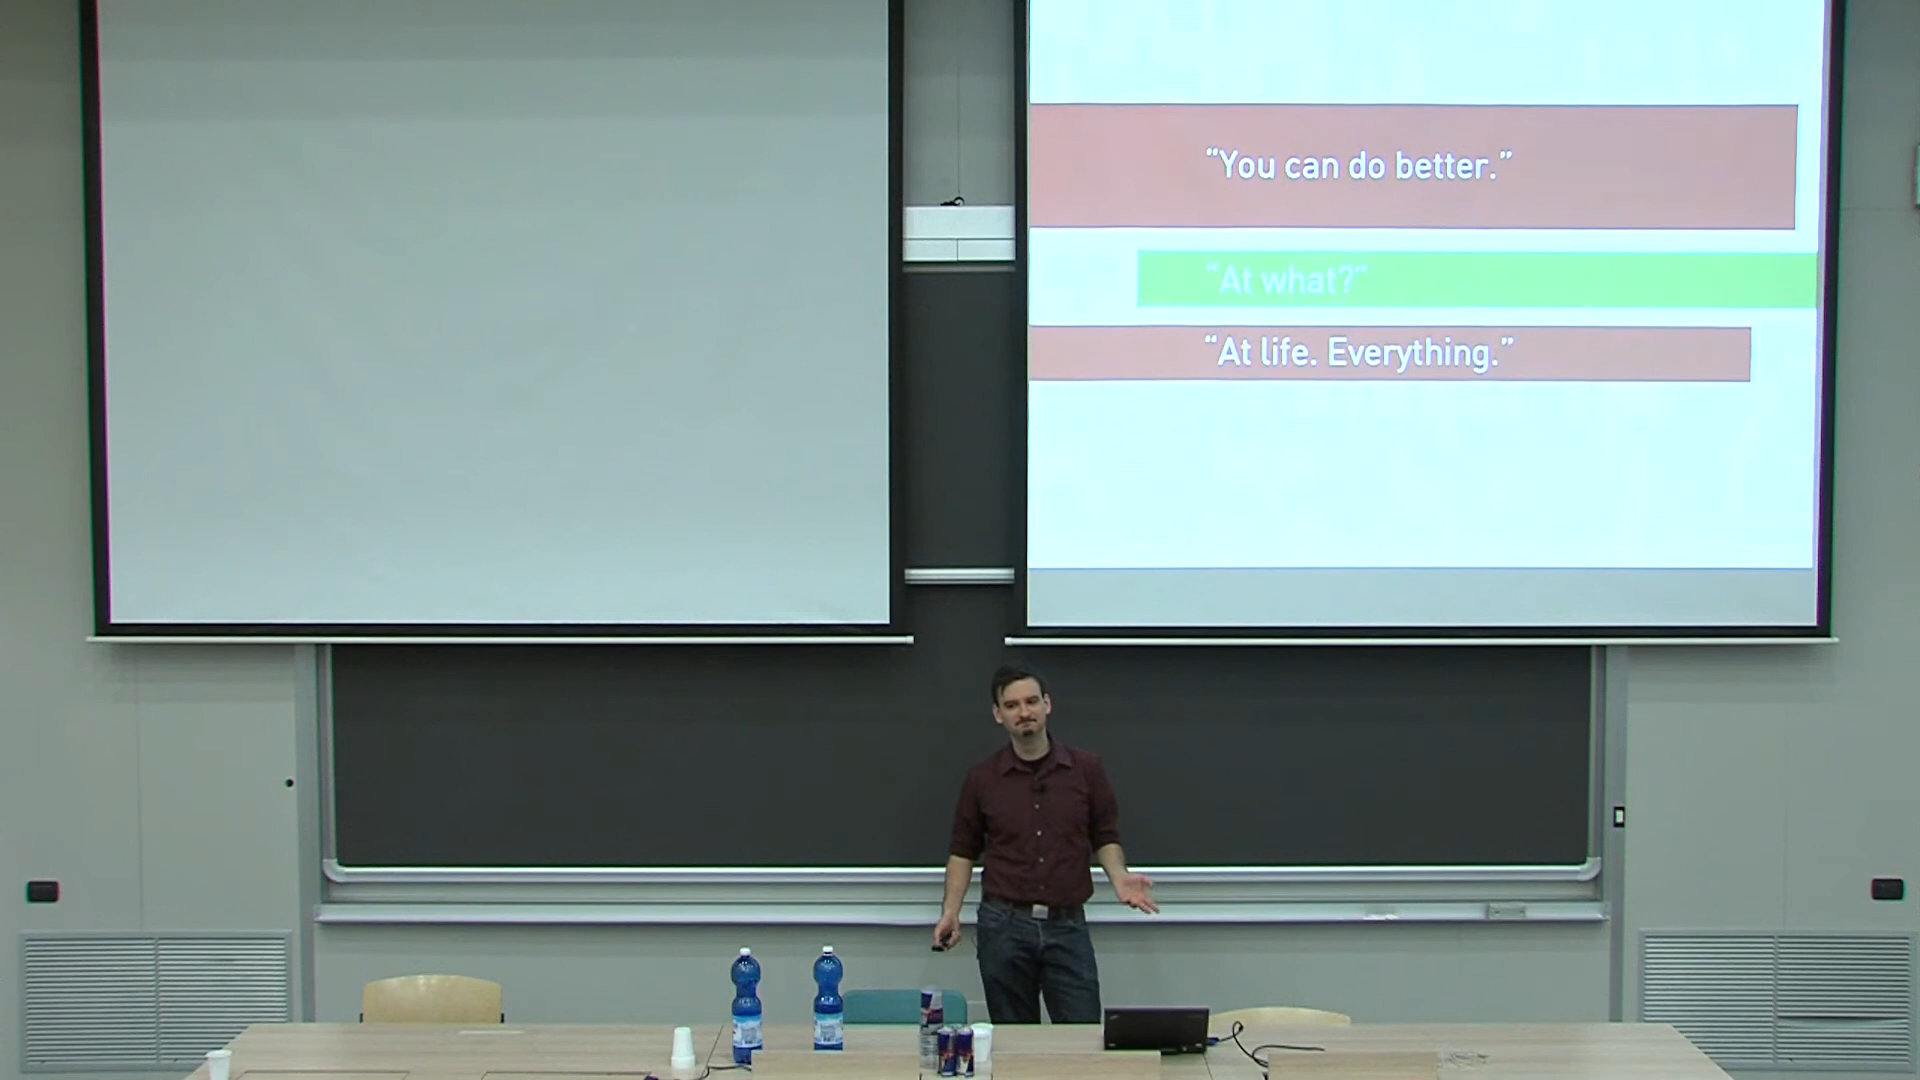 “You can do better.”
“At what?”
“At life. Everything.”